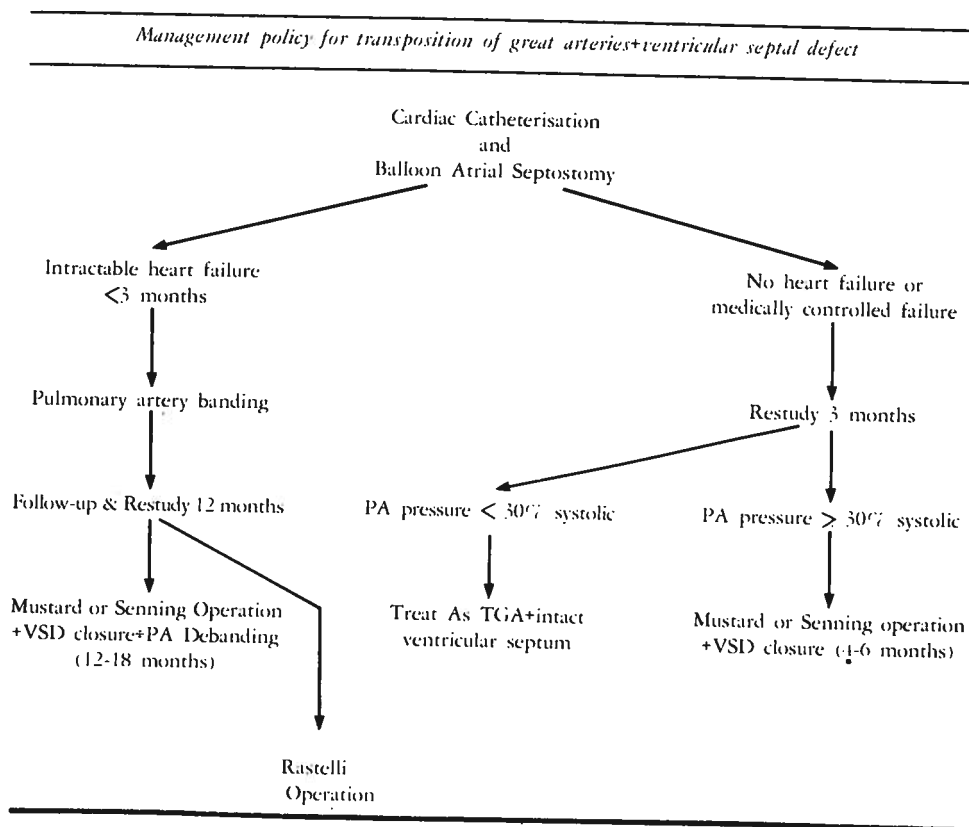 Management policy for transposition of great arteries+ventricular septal defect
Cardiac Catheterisation
and
Balloon Atrial Septostomy
Intractable heart failure
<3 months
No heart failure or
medically controlled failure
Pulmonary artery banding
Restudy 3 months
Follow-up & Restudy 12 months
PA pressure < 30% systolic
PA pressure > 30% systolic
Mustard or Senning Operation
+VSD closure+PA Debanding
(12-18 months)
Treat As TGA+intact
ventricular septum
Mustard or Senning operation
+VSD closure (4-6 months)
Rastelli
Operation